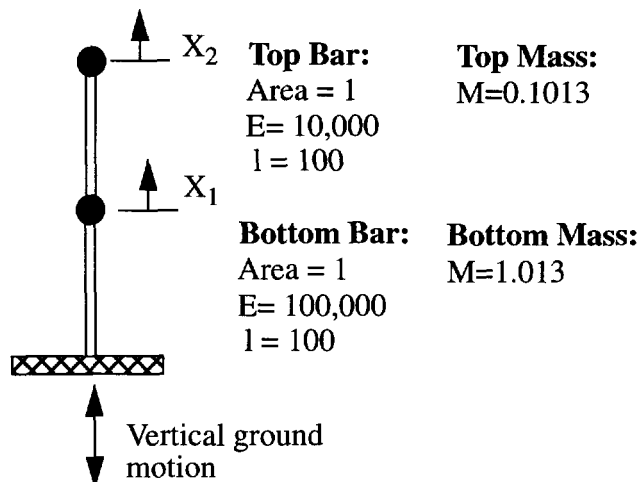 X2
Top Bar:
Area = 1
E= 10,000
l = 100
Top Mass:
M=0.1013
X1
Bottom Bar:
Area = 1
E= 100,000
l = 100
Bottom Mass:
M=1.013
Vertical ground
motion